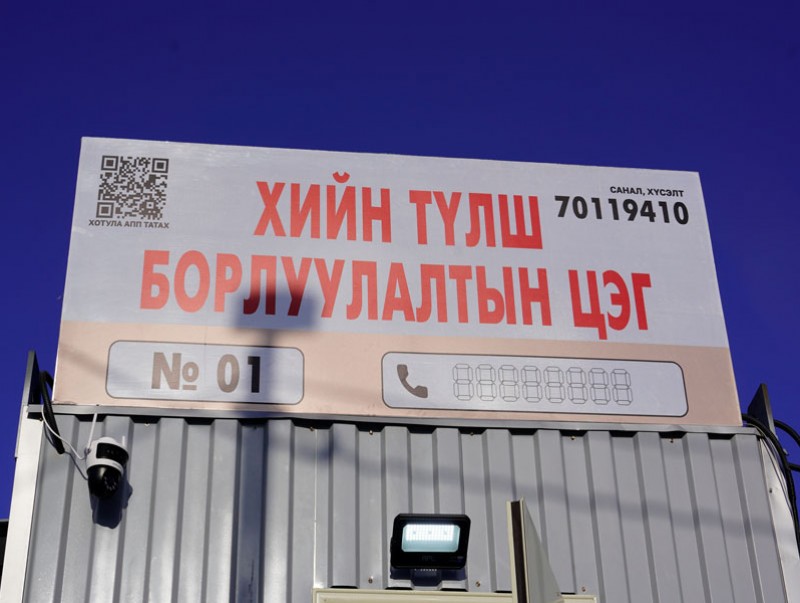 ХОТУЛА АПП ТАТАХ
САНАЛ, ХҮСЭЛТ
70119410
ХИЙН ТҮЛШ
БОРЛУУЛАЛТЫН ЦЭГ
№ 01